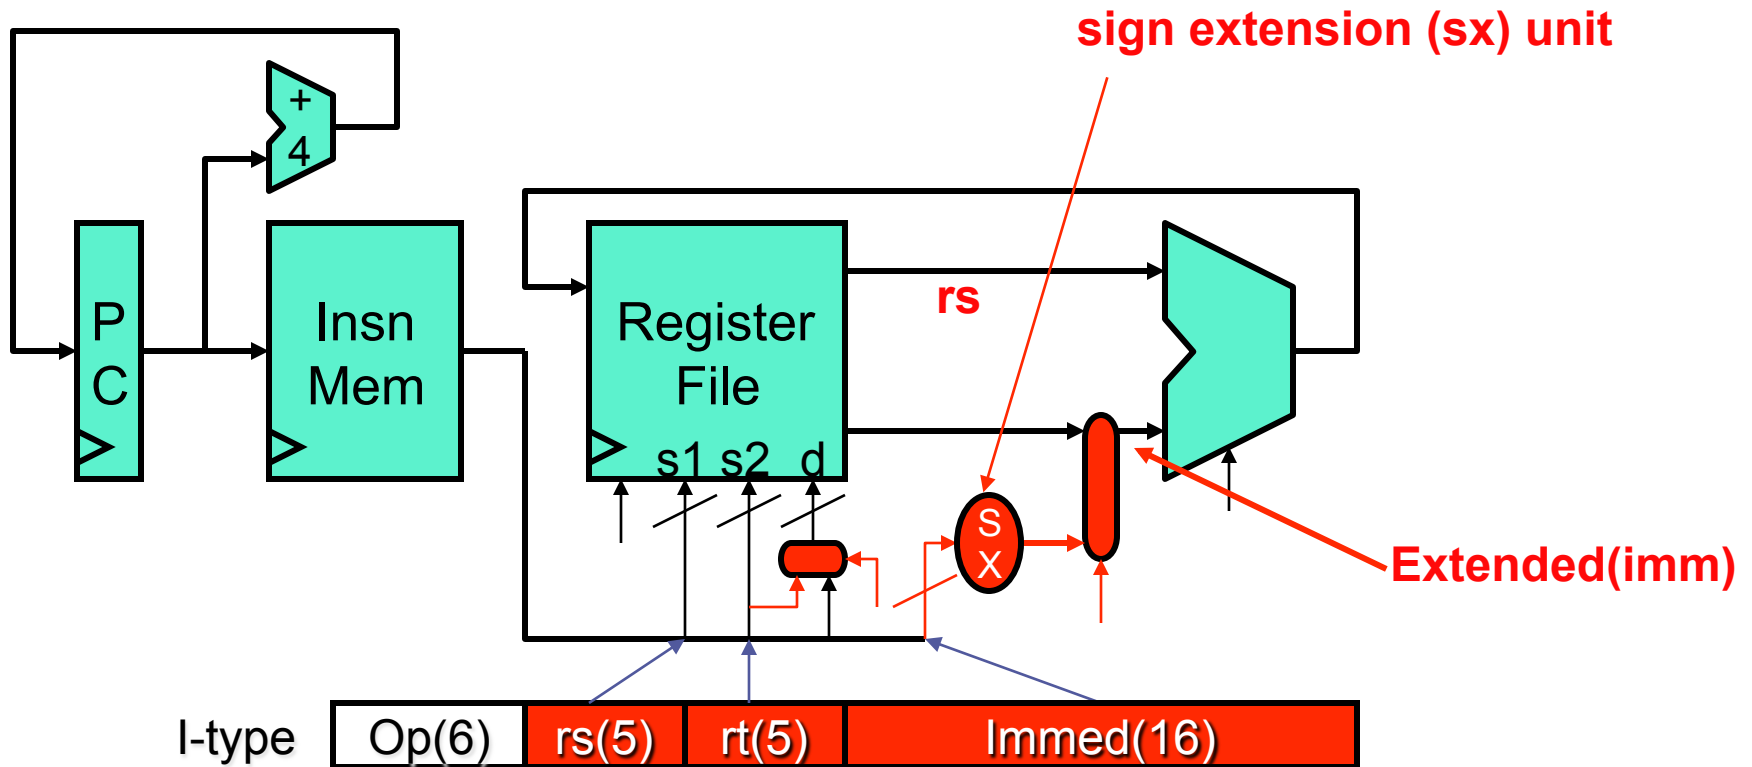 sign extension (sx) unit
+
4
P
C
Insn
Mem
Register
File
s1 s2 d
rs
S
X
Extended(imm)
I-type Op(6) rs(5) rt(5) Immed(16)